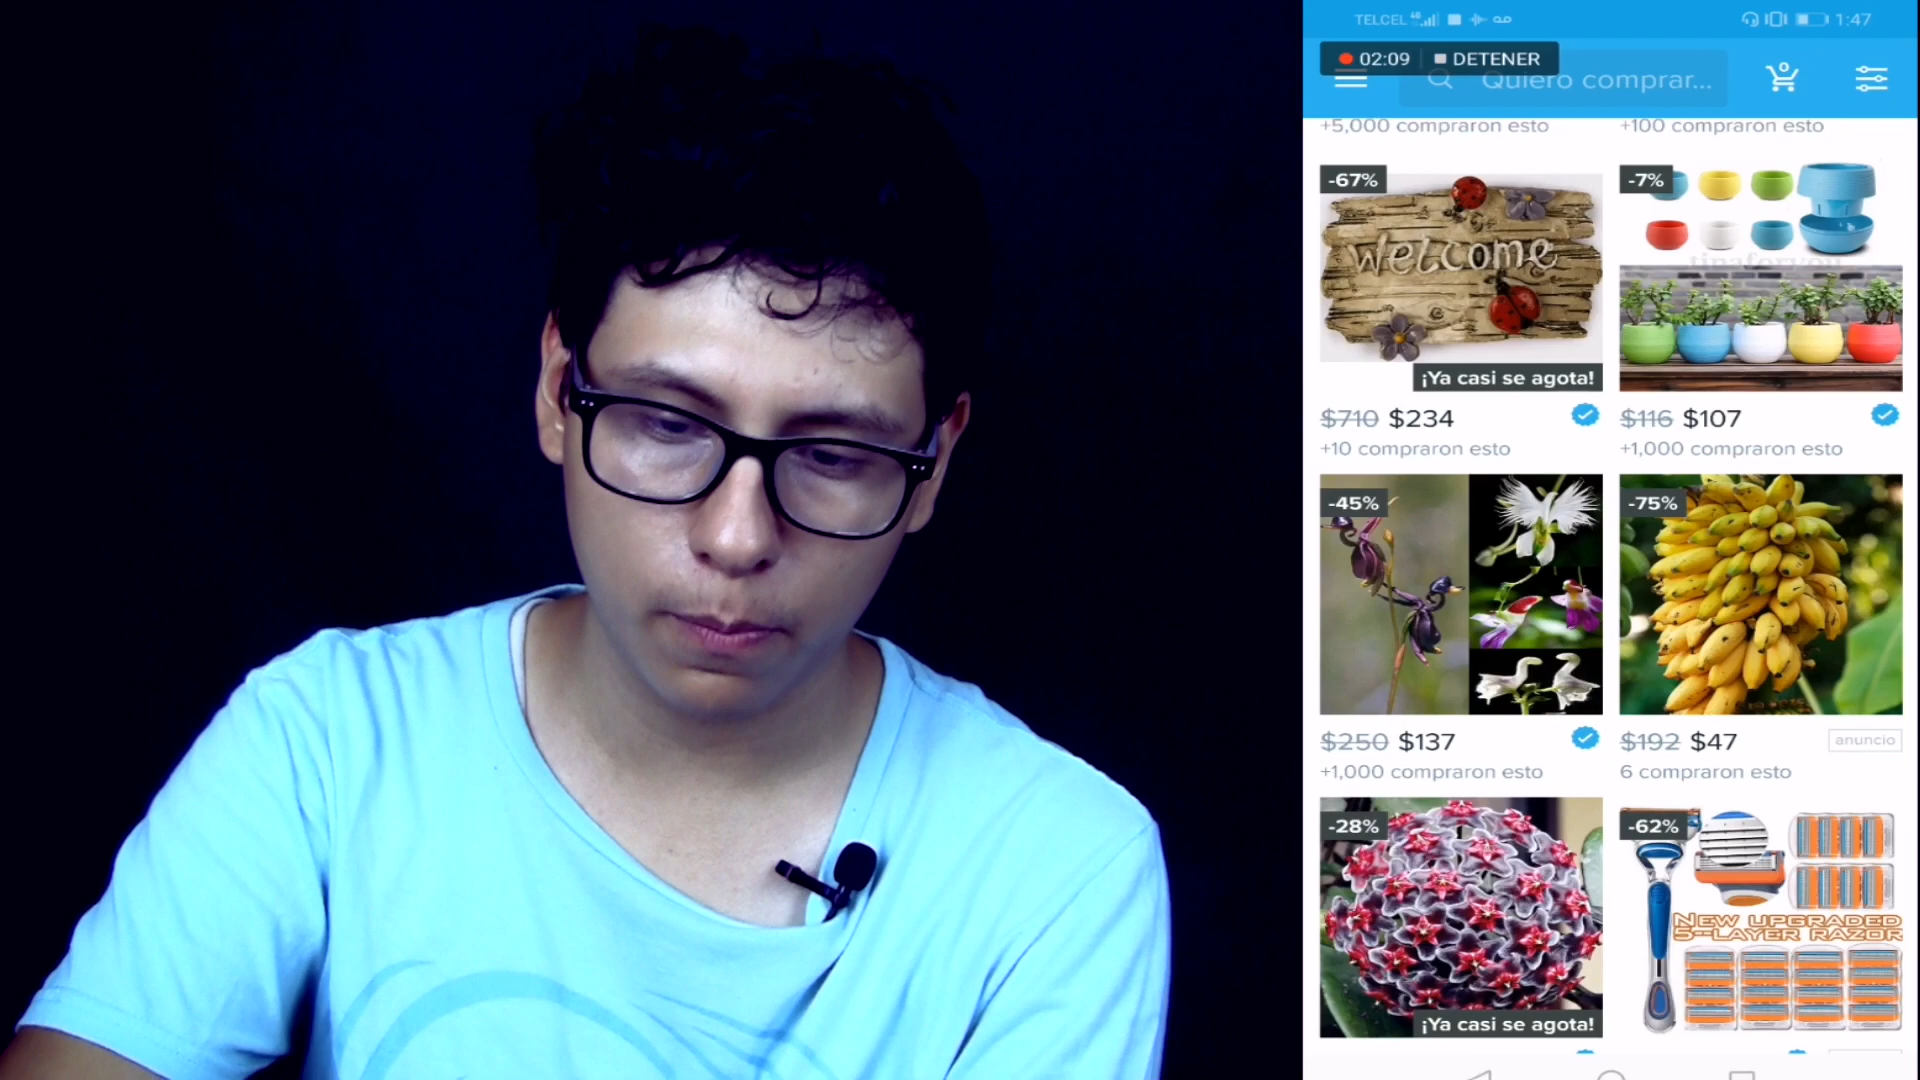 TELCEL 4G 1:47
02:09 DETENER
Quiero comprar... 0
+5,000 compraron esto +100 compraron esto
-67% -7%
Welcome
tinaforyou
¡Ya casi se agota!
$710 $234 $116 $107
+10 compraron esto +1,000 compraron esto
-45% -75%
$250 $137 $192 $47 anuncio
+1,000 compraron esto 6 compraron esto
-28% -62%
NEW UPGRADED
5-LAYER RAZOR
¡Ya casi se agota!